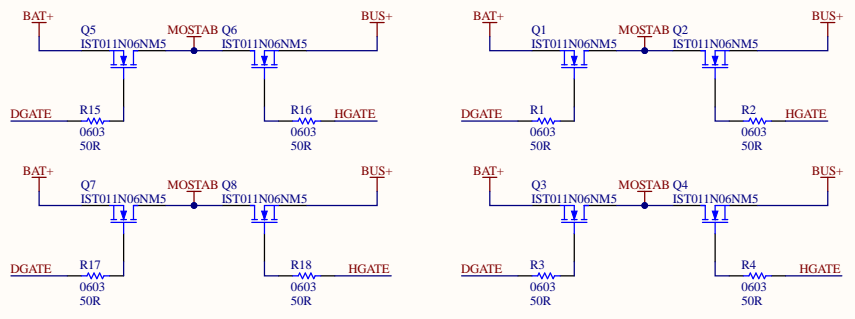 BAT+
Q5
IST011N06NM5
MOSTAB
Q6
IST011N06NM5
BUS+
DGATE
R15
0603
50R
R16
0603
50R
HGATE
BAT+
Q1
IST011N06NM5
MOSTAB
Q2
IST011N06NM5
BUS+
DGATE
R1
0603
50R
R2
0603
50R
HGATE
BAT+
Q7
IST011N06NM5
MOSTAB
Q8
IST011N06NM5
BUS+
DGATE
R17
0603
50R
R18
0603
50R
HGATE
BAT+
Q3
IST011N06NM5
MOSTAB
Q4
IST011N06NM5
BUS+
DGATE
R3
0603
50R
R4
0603
50R
HGATE